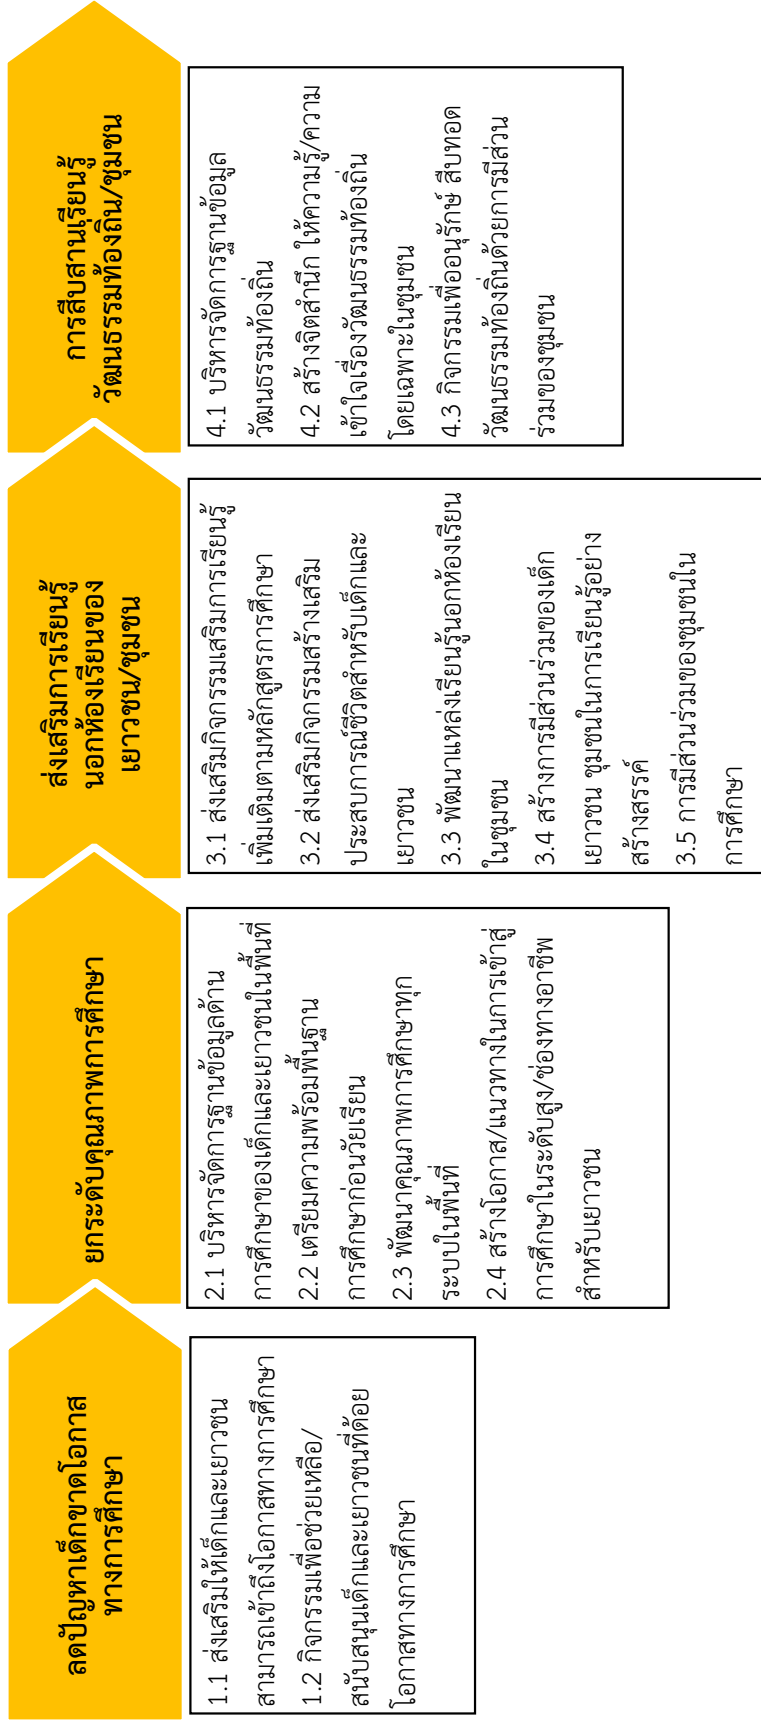 ลดปัญหาเด็กขาดโอกาส
ทางการศึกษา
1.1 ส่งเสริมให้เด็กและเยาวชน
สามารถเข้าถึงโอกาสทางการศึกษา
1.2 กิจกรรมเพื่อช่วยเหลือ/
สนับสนุนเด็กและเยาวชนที่ด้อย
โอกาสทางการศึกษา
ยกระดับคุณภาพการศึกษา
2.1 บริหารจัดการฐานข้อมูลด้าน
การศึกษาของเด็กและเยาวชนในพื้นที่
2.2 เตรียมความพร้อมพื้นฐาน
การศึกษาก่อนวัยเรียน
2.3 พัฒนาคุณภาพการศึกษาทุก
ระบบในพื้นที่
2.4 สร้างโอกาส/แนวทางในการเข้าสู่
การศึกษาในระดับสูง/ช่องทางอาชีพ
สำหรับเยาวชน
ส่งเสริมการเรียนรู้
นอกห้องเรียนของ
เยาวชน/ชุมชน
3.1 ส่งเสริมกิจกรรมเสริมการเรียนรู้
เพิ่มเติมตามหลักสูตรการศึกษา
3.2 ส่งเสริมกิจกรรมสร้างเสริม
ประสบการณ์ชีวิตสำหรับเด็กและ
เยาวชน
3.3 พัฒนาแหล่งเรียนรู้นอกห้องเรียน
ในชุมชน
3.4 สร้างการมีส่วนร่วมของเด็ก
เยาวชน ชุมชนในการเรียนรู้อย่าง
สร้างสรรค์
3.5 การมีส่วนร่วมของชุมชนใน
การศึกษา
การสืบสานเรียนรู้
วัฒนธรรมท้องถิ่น/ชุมชน
4.1 บริหารจัดการฐานข้อมูล
วัฒนธรรมท้องถิ่น
4.2 สร้างจิตสำนึก ให้ความรู้/ความ
เข้าใจเรื่องวัฒนธรรมท้องถิ่น
โดยเฉพาะในชุมชน
4.3 กิจกรรมเพื่ออนุรักษ์ สืบทอด
วัฒนธรรมท้องถิ่นด้วยการมีส่วน
ร่วมของชุมชน